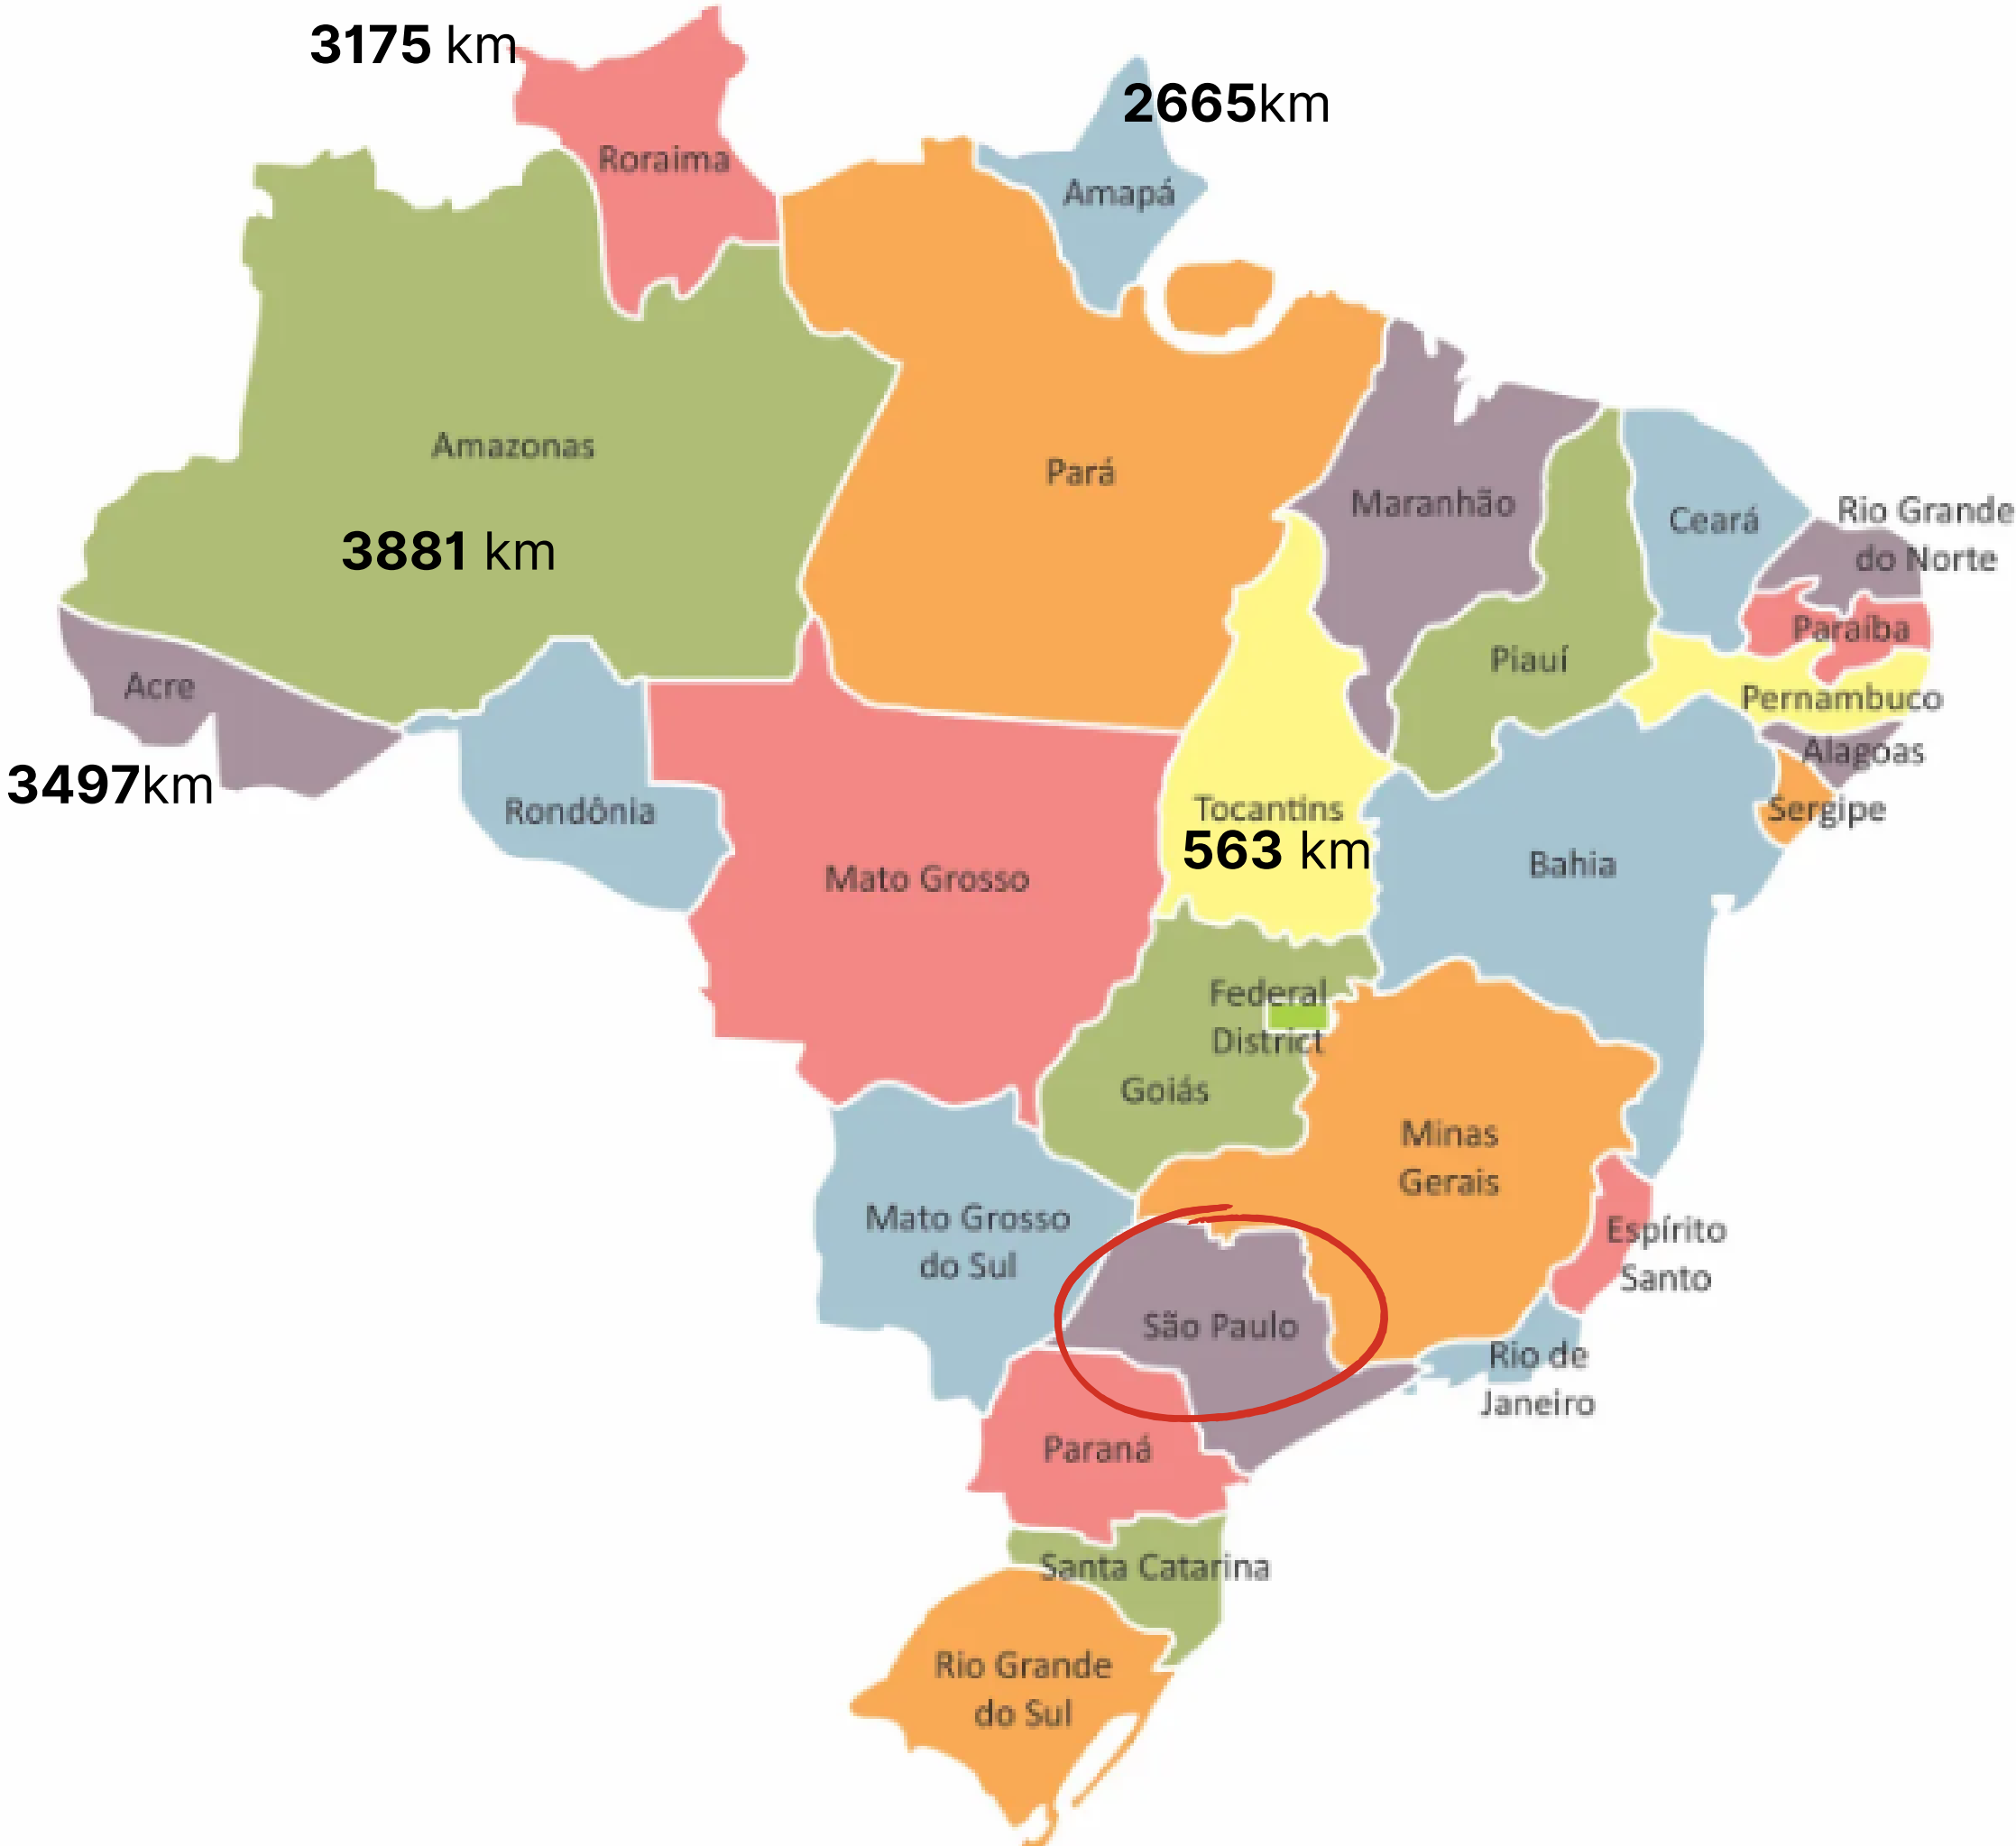 3175 km
2665km
Roraima
Amapá
Amazonas
Pará
Maranhão
Ceará
Rio Grande
do Norte
3881 km
Paraíba
Piauí
Acre
Pernambuco
Alagoas
3497km
Rondônia
Tocantins
563 km
Sergipe
Bahia
Mato Grosso
Federal
District
Goiás
Minas
Gerais
Mato Grosso
do Sul
Espírito
Santo
São Paulo
Rio de
Janeiro
Paraná
Santa Catarina
Rio Grande
do Sul